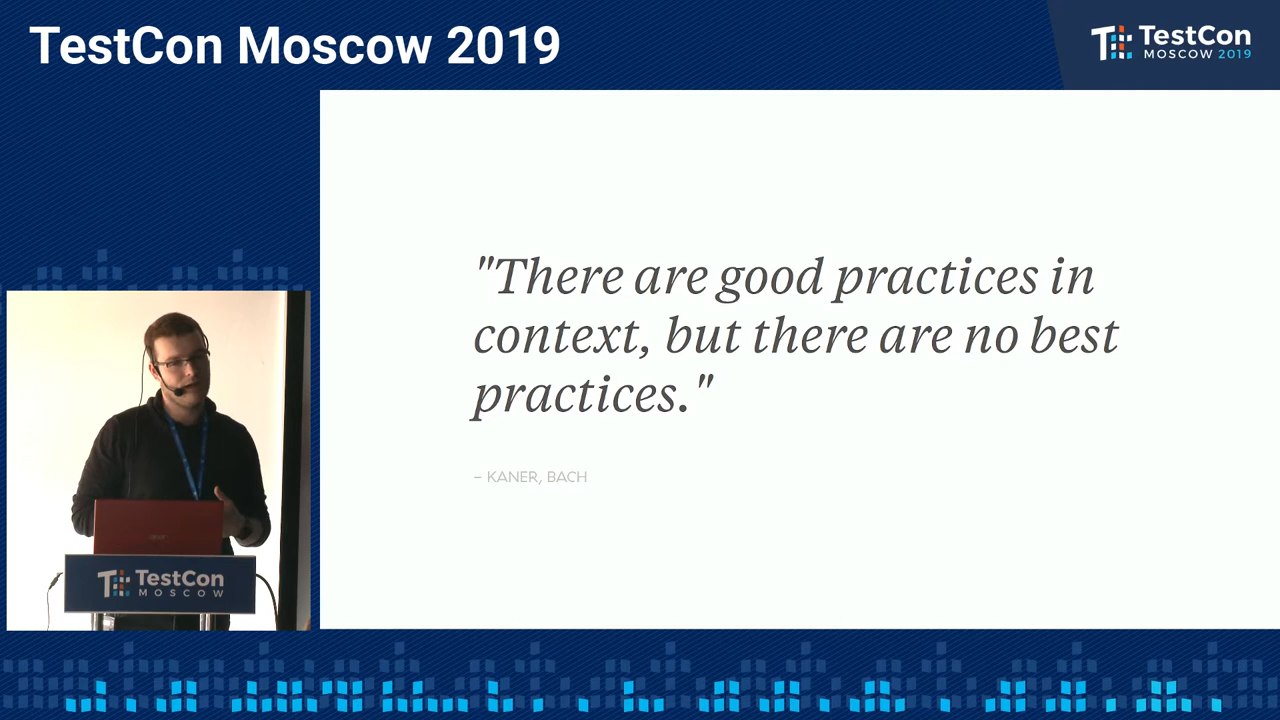 TestCon Moscow 2019
TestCon
MOSCOW 2019
"There are good practices in
context, but there are no best
practices."
– KANER, BACH
acer
TestCon
MOSCOW